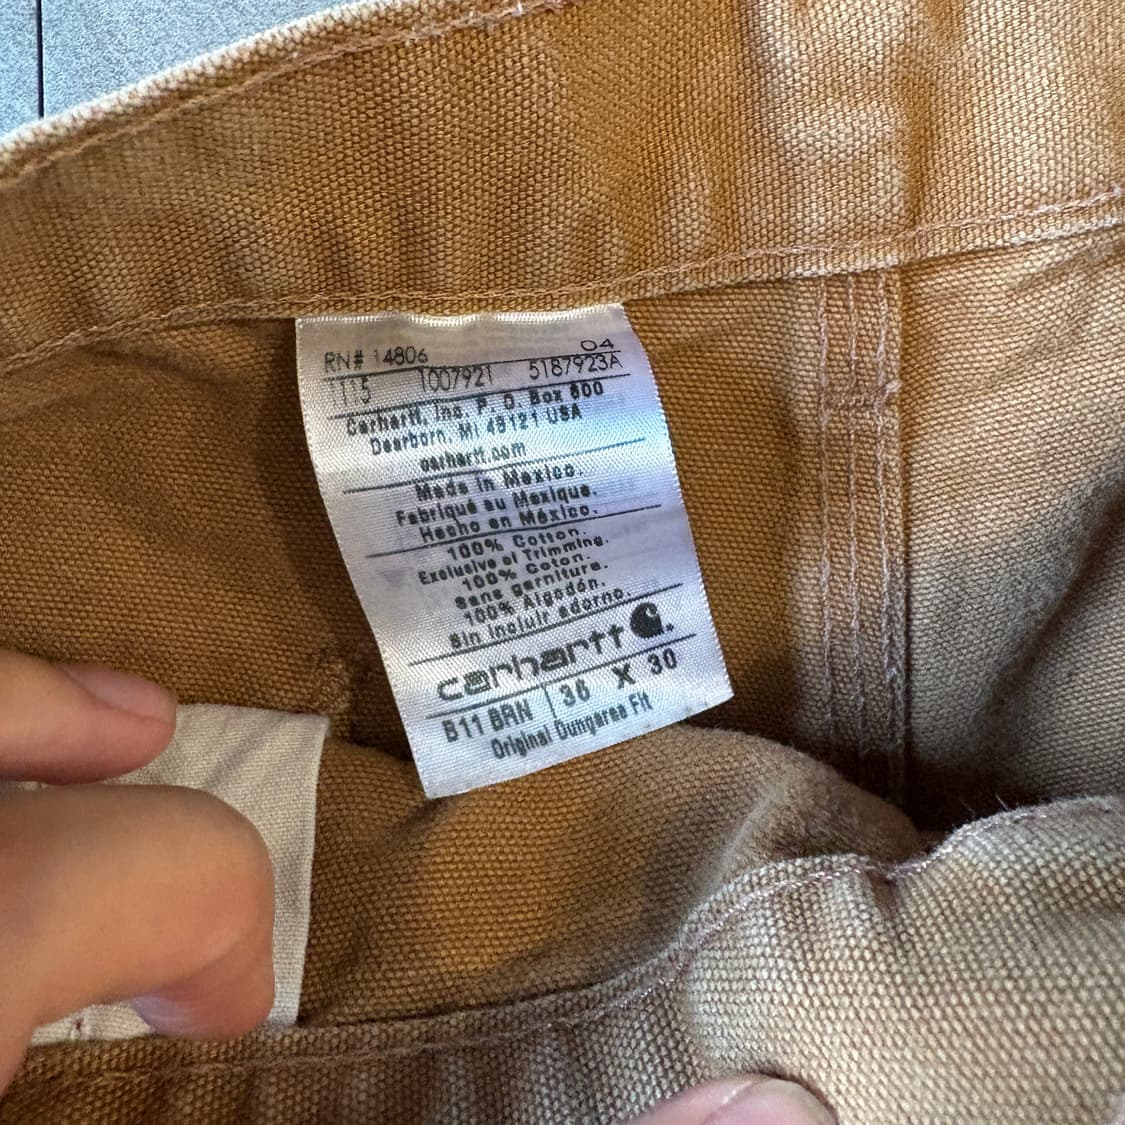 RN# 14806 04
115 1007921 5187923A
Carhartt, Inc. P. O. Box 600
Dearborn, MI 48121 USA
carhartt.com
Made in Mexico.
Fabriqué au Mexique.
Hecho en México.
100% Cotton.
Exclusive of Trimming.
100% Coton.
Sans garniture.
100% Algodón.
Sin incluir adorno.
carhartt
B11 BRN 36 X 30
Original Dungaree Fit